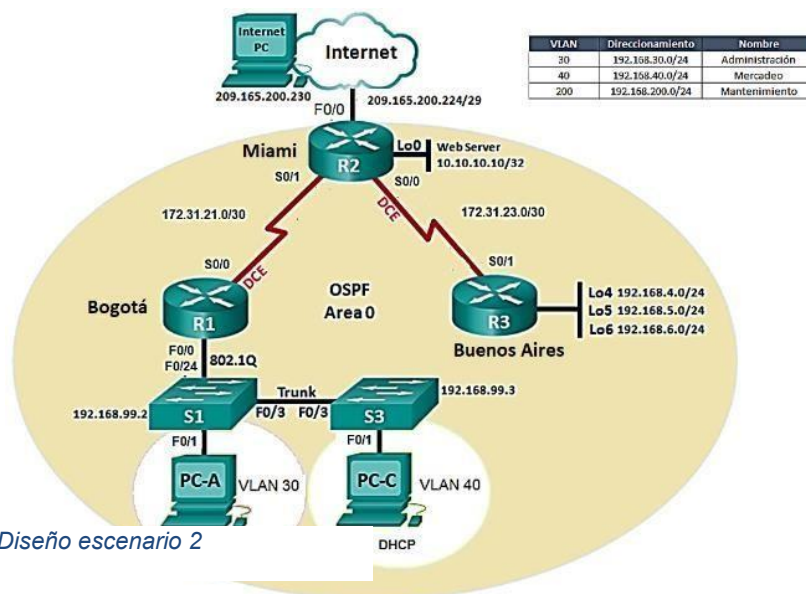 Internet
PC
Internet
209.165.200.230
209.165.200.224/29
F0/0
VLAN Direccionamiento Nombre
30 192.168.30.0/24 Administración
40 192.168.40.0/24 Mercadeo
200 192.168.200.0/24 Mantenimiento
Miami
R2
Lo0
Web Server
10.10.10.10/32
S0/1
S0/0
DCE
172.31.21.0/30
172.31.23.0/30
S0/0
DCE
S0/1
Bogotá
R1
OSPF
Area 0
R3
Buenos Aires
Lo4 192.168.4.0/24
Lo5 192.168.5.0/24
Lo6 192.168.6.0/24
F0/0
F0/24
802.1Q
Trunk
192.168.99.2
S1
F0/3 F0/3
S3
192.168.99.3
F0/1
F0/1
PC-A
VLAN 30
PC-C
VLAN 40
Diseño escenario 2
DHCP